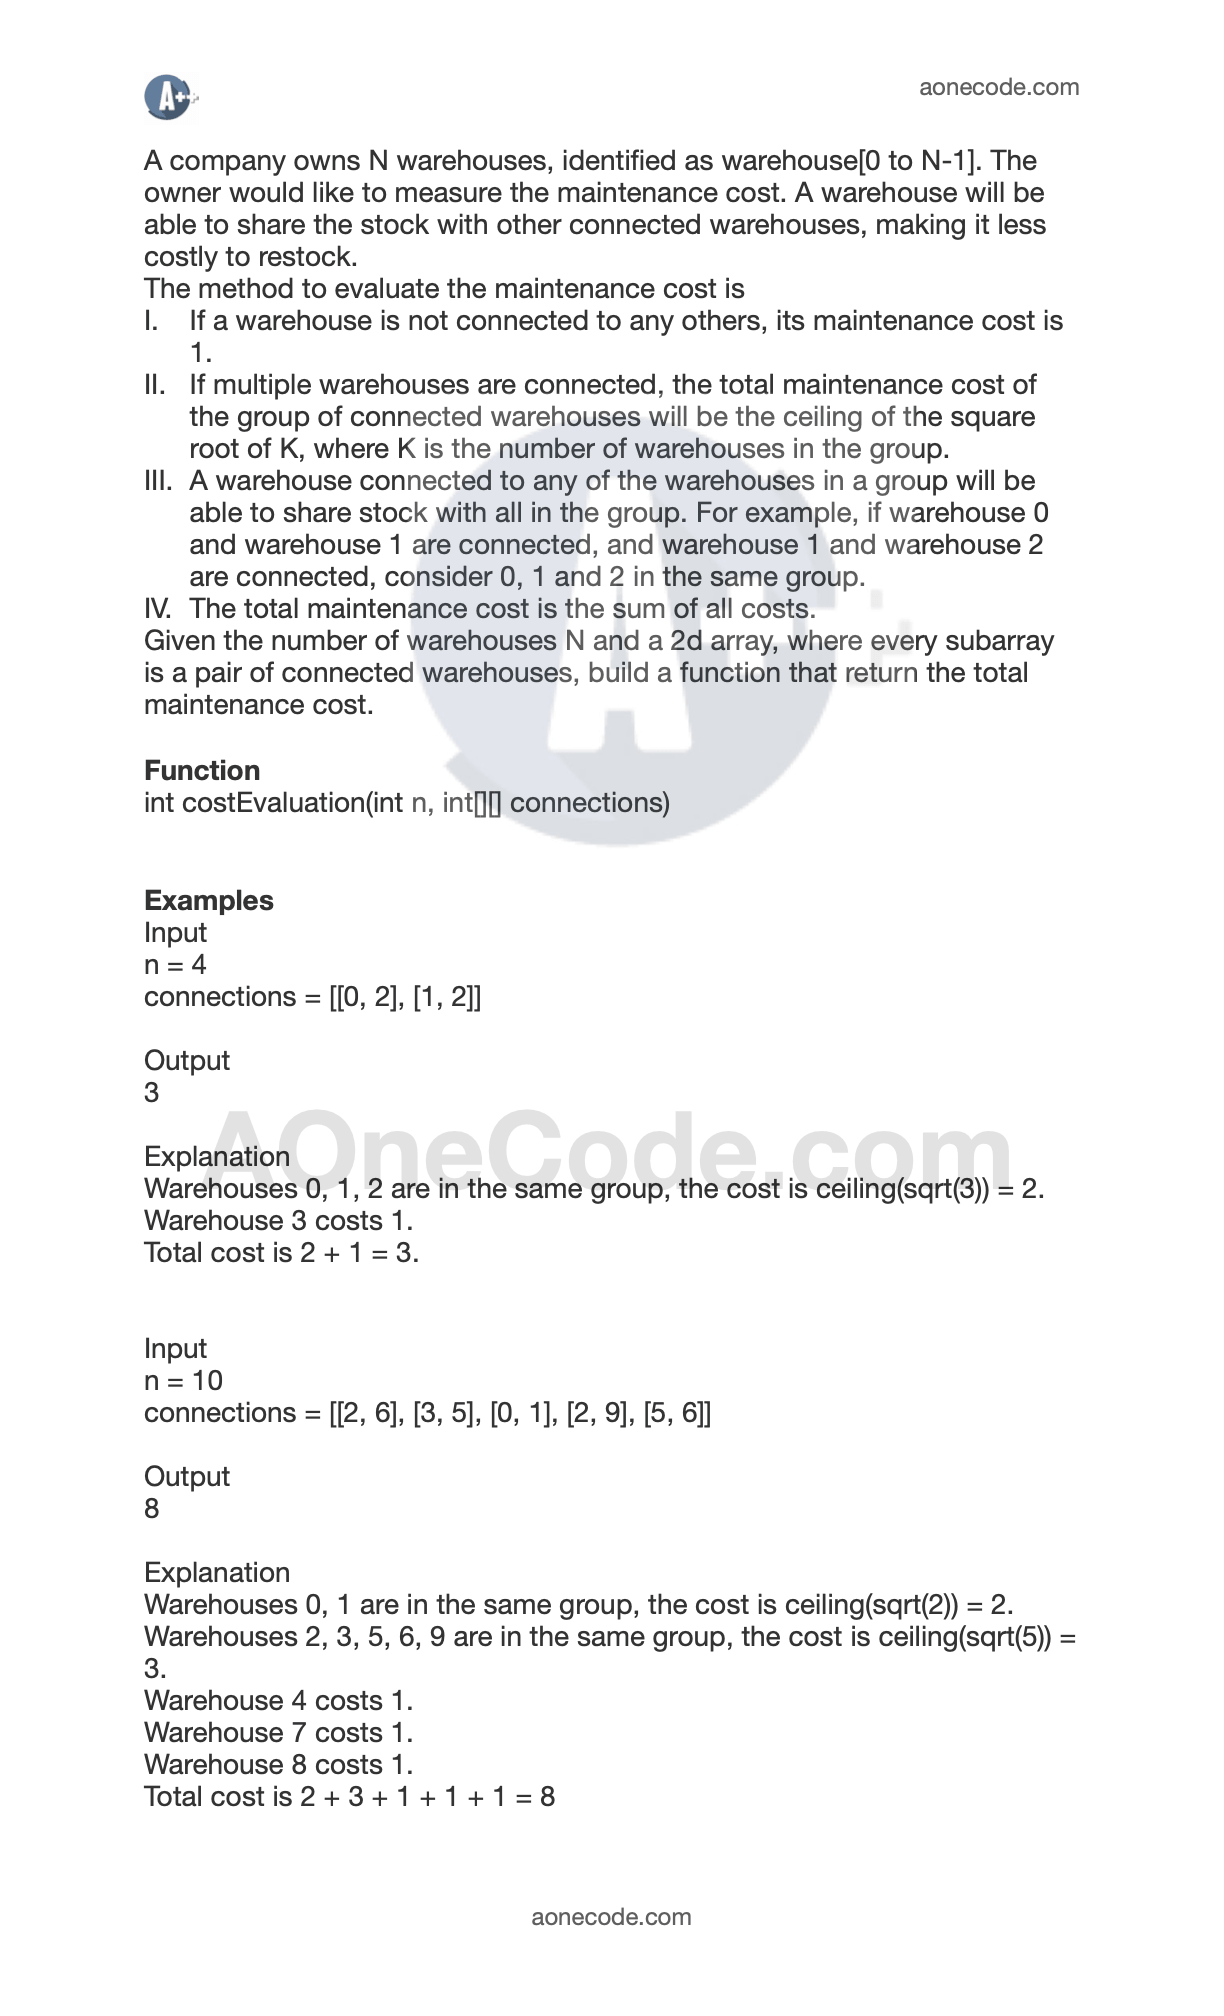 A++
aonecode.com
A company owns N warehouses, identified as warehouse[0 to N-1]. The
owner would like to measure the maintenance cost. A warehouse will be
able to share the stock with other connected warehouses, making it less
costly to restock.
The method to evaluate the maintenance cost is
I. If a warehouse is not connected to any others, its maintenance cost is
1.
II. If multiple warehouses are connected, the total maintenance cost of
the group of connected warehouses will be the ceiling of the square
root of K, where K is the number of warehouses in the group.
III. A warehouse connected to any of the warehouses in a group will be
able to share stock with all in the group. For example, if warehouse 0
and warehouse 1 are connected, and warehouse 1 and warehouse 2
are connected, consider 0, 1 and 2 in the same group.
IV. The total maintenance cost is the sum of all costs.
Given the number of warehouses N and a 2d array, where every subarray
is a pair of connected warehouses, build a function that return the total
maintenance cost.
A++
Function
int costEvaluation(int n, int[][] connections)
Examples
Input
n = 4
connections = [[0, 2], [1, 2]]
Output
3
AOneCode.com
Explanation
Warehouses 0, 1, 2 are in the same group, the cost is ceiling(sqrt(3)) = 2.
Warehouse 3 costs 1.
Total cost is 2 + 1 = 3.
Input
n = 10
connections = [[2, 6], [3, 5], [0, 1], [2, 9], [5, 6]]
Output
8
Explanation
Warehouses 0, 1 are in the same group, the cost is ceiling(sqrt(2)) = 2.
Warehouses 2, 3, 5, 6, 9 are in the same group, the cost is ceiling(sqrt(5)) =
3.
Warehouse 4 costs 1.
Warehouse 7 costs 1.
Warehouse 8 costs 1.
Total cost is 2 + 3 + 1 + 1 + 1 = 8
aonecode.com